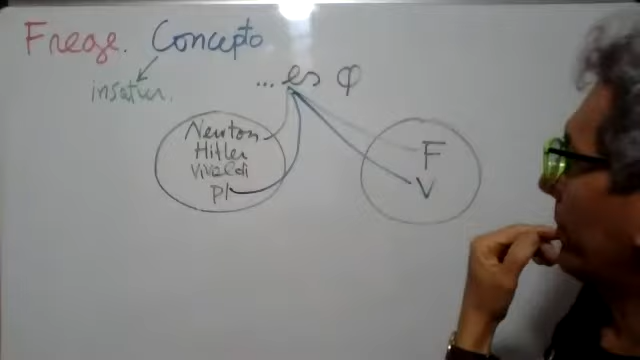 Frege. Concepto
insatur.
... es φ
Newton
Hitler
Vivaldi
Pl
F
V